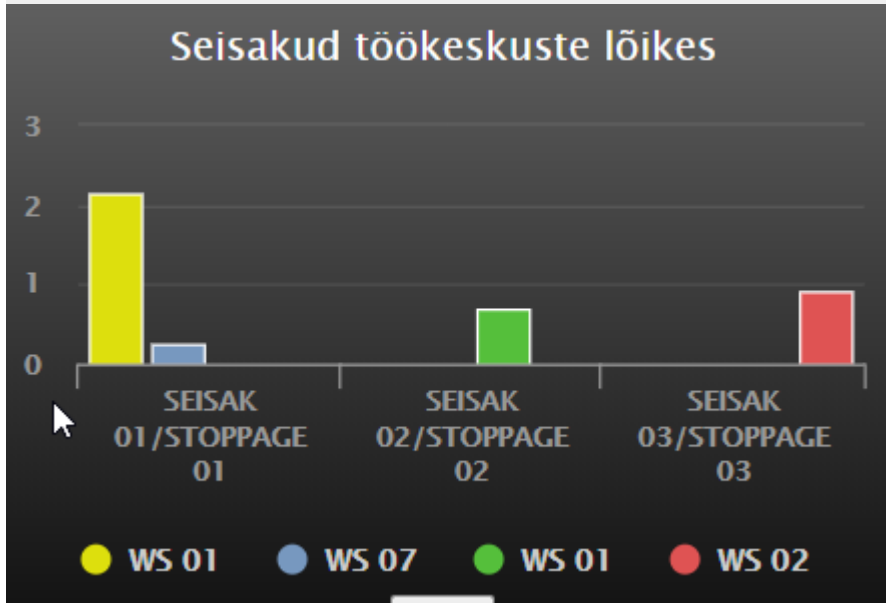 Seisakud töökeskuste lõikes
3
2
1
0
SEISAK
01/STOPPAGE
01
SEISAK
02/STOPPAGE
02
SEISAK
03/STOPPAGE
03
WS 01 WS 07 WS 01 WS 02